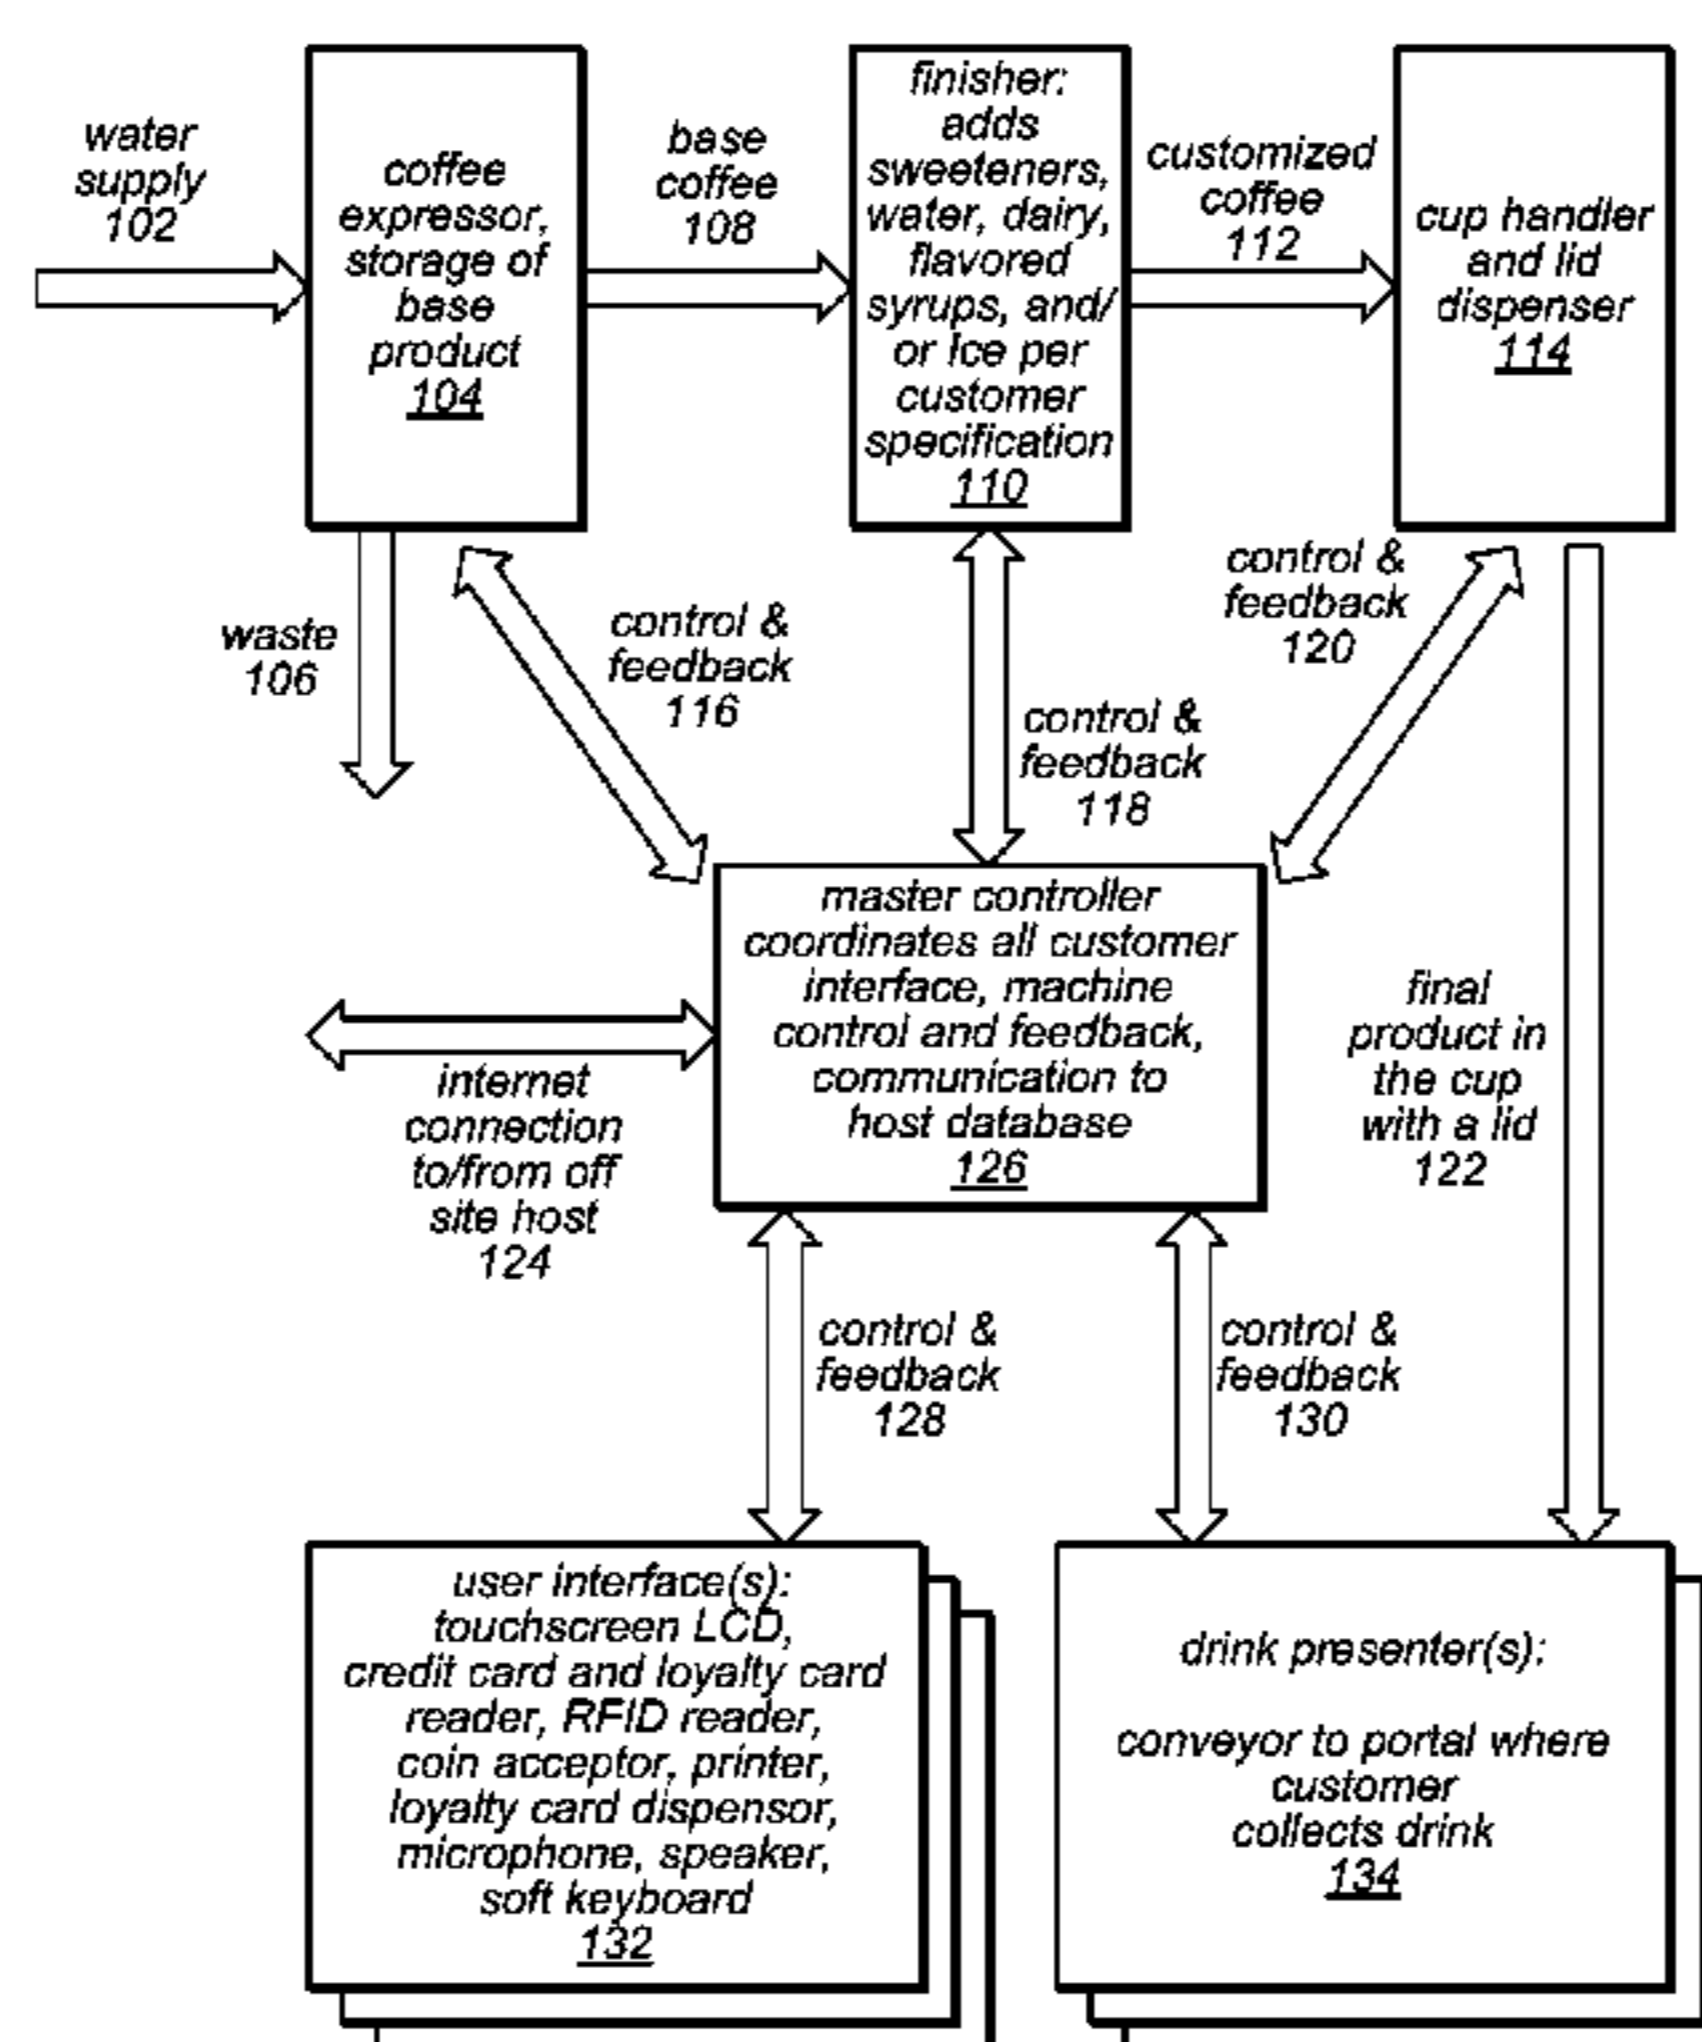 water
supply
102
coffee
expressor,
storage of
base
product
104
base
coffee
108
finisher:
adds
sweeteners,
water, dairy,
flavored
syrups, and/
or Ice per
customer
specification
110
customized
coffee
112
cup handler
and lid
dispenser
114
waste
106
control &
feedback
116
control &
feedback
118
control &
feedback
120
master controller
coordinates all customer
interface, machine
control and feedback,
communication to
host database
126
internet
connection
to/from off
site host
124
final
product in
the cup
with a lid
122
control &
feedback
128
control &
feedback
130
user interface(s):
touchscreen LCD,
credit card and loyalty card
reader, RFID reader,
coin acceptor, printer,
loyalty card dispensor,
microphone, speaker,
soft keyboard
132
drink presenter(s):
conveyor to portal where
customer
collects drink
134